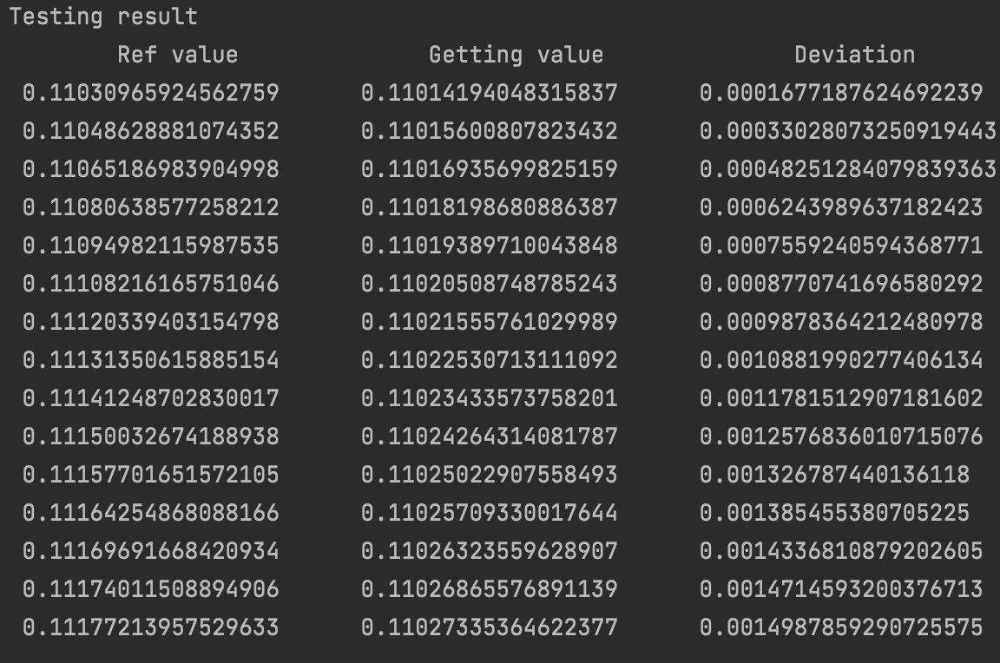 Testing result
Ref value Getting value Deviation
0.11030965924562759 0.11014194048315837 0.0001677187624692239
0.11048628881074352 0.11015600807823432 0.00033028073250919443
0.11065186983904998 0.11016935699825159 0.00048251284079839363
0.11080638577258212 0.11018198680886387 0.0006243989637182423
0.11094982115987535 0.11019389710043848 0.0007559240594368771
0.11108216165751046 0.11020508748785243 0.0008770741696580292
0.11120339403154798 0.11021555761029989 0.0009878364212480978
0.11131350615885154 0.11022530713111092 0.0010881990277406134
0.11141248702830017 0.11023433573758201 0.0011781512907181602
0.11150032674188938 0.11024264314081787 0.0012576836010715076
0.11157701651572105 0.11025022907558493 0.001326787440136118
0.11164254868088166 0.11025709330017644 0.001385455380705225
0.11169691668420934 0.11026323559628907 0.0014336810879202605
0.11174011508894906 0.11026865576891139 0.0014714593200376713
0.11177213957529633 0.11027335364622377 0.0014987859290725575